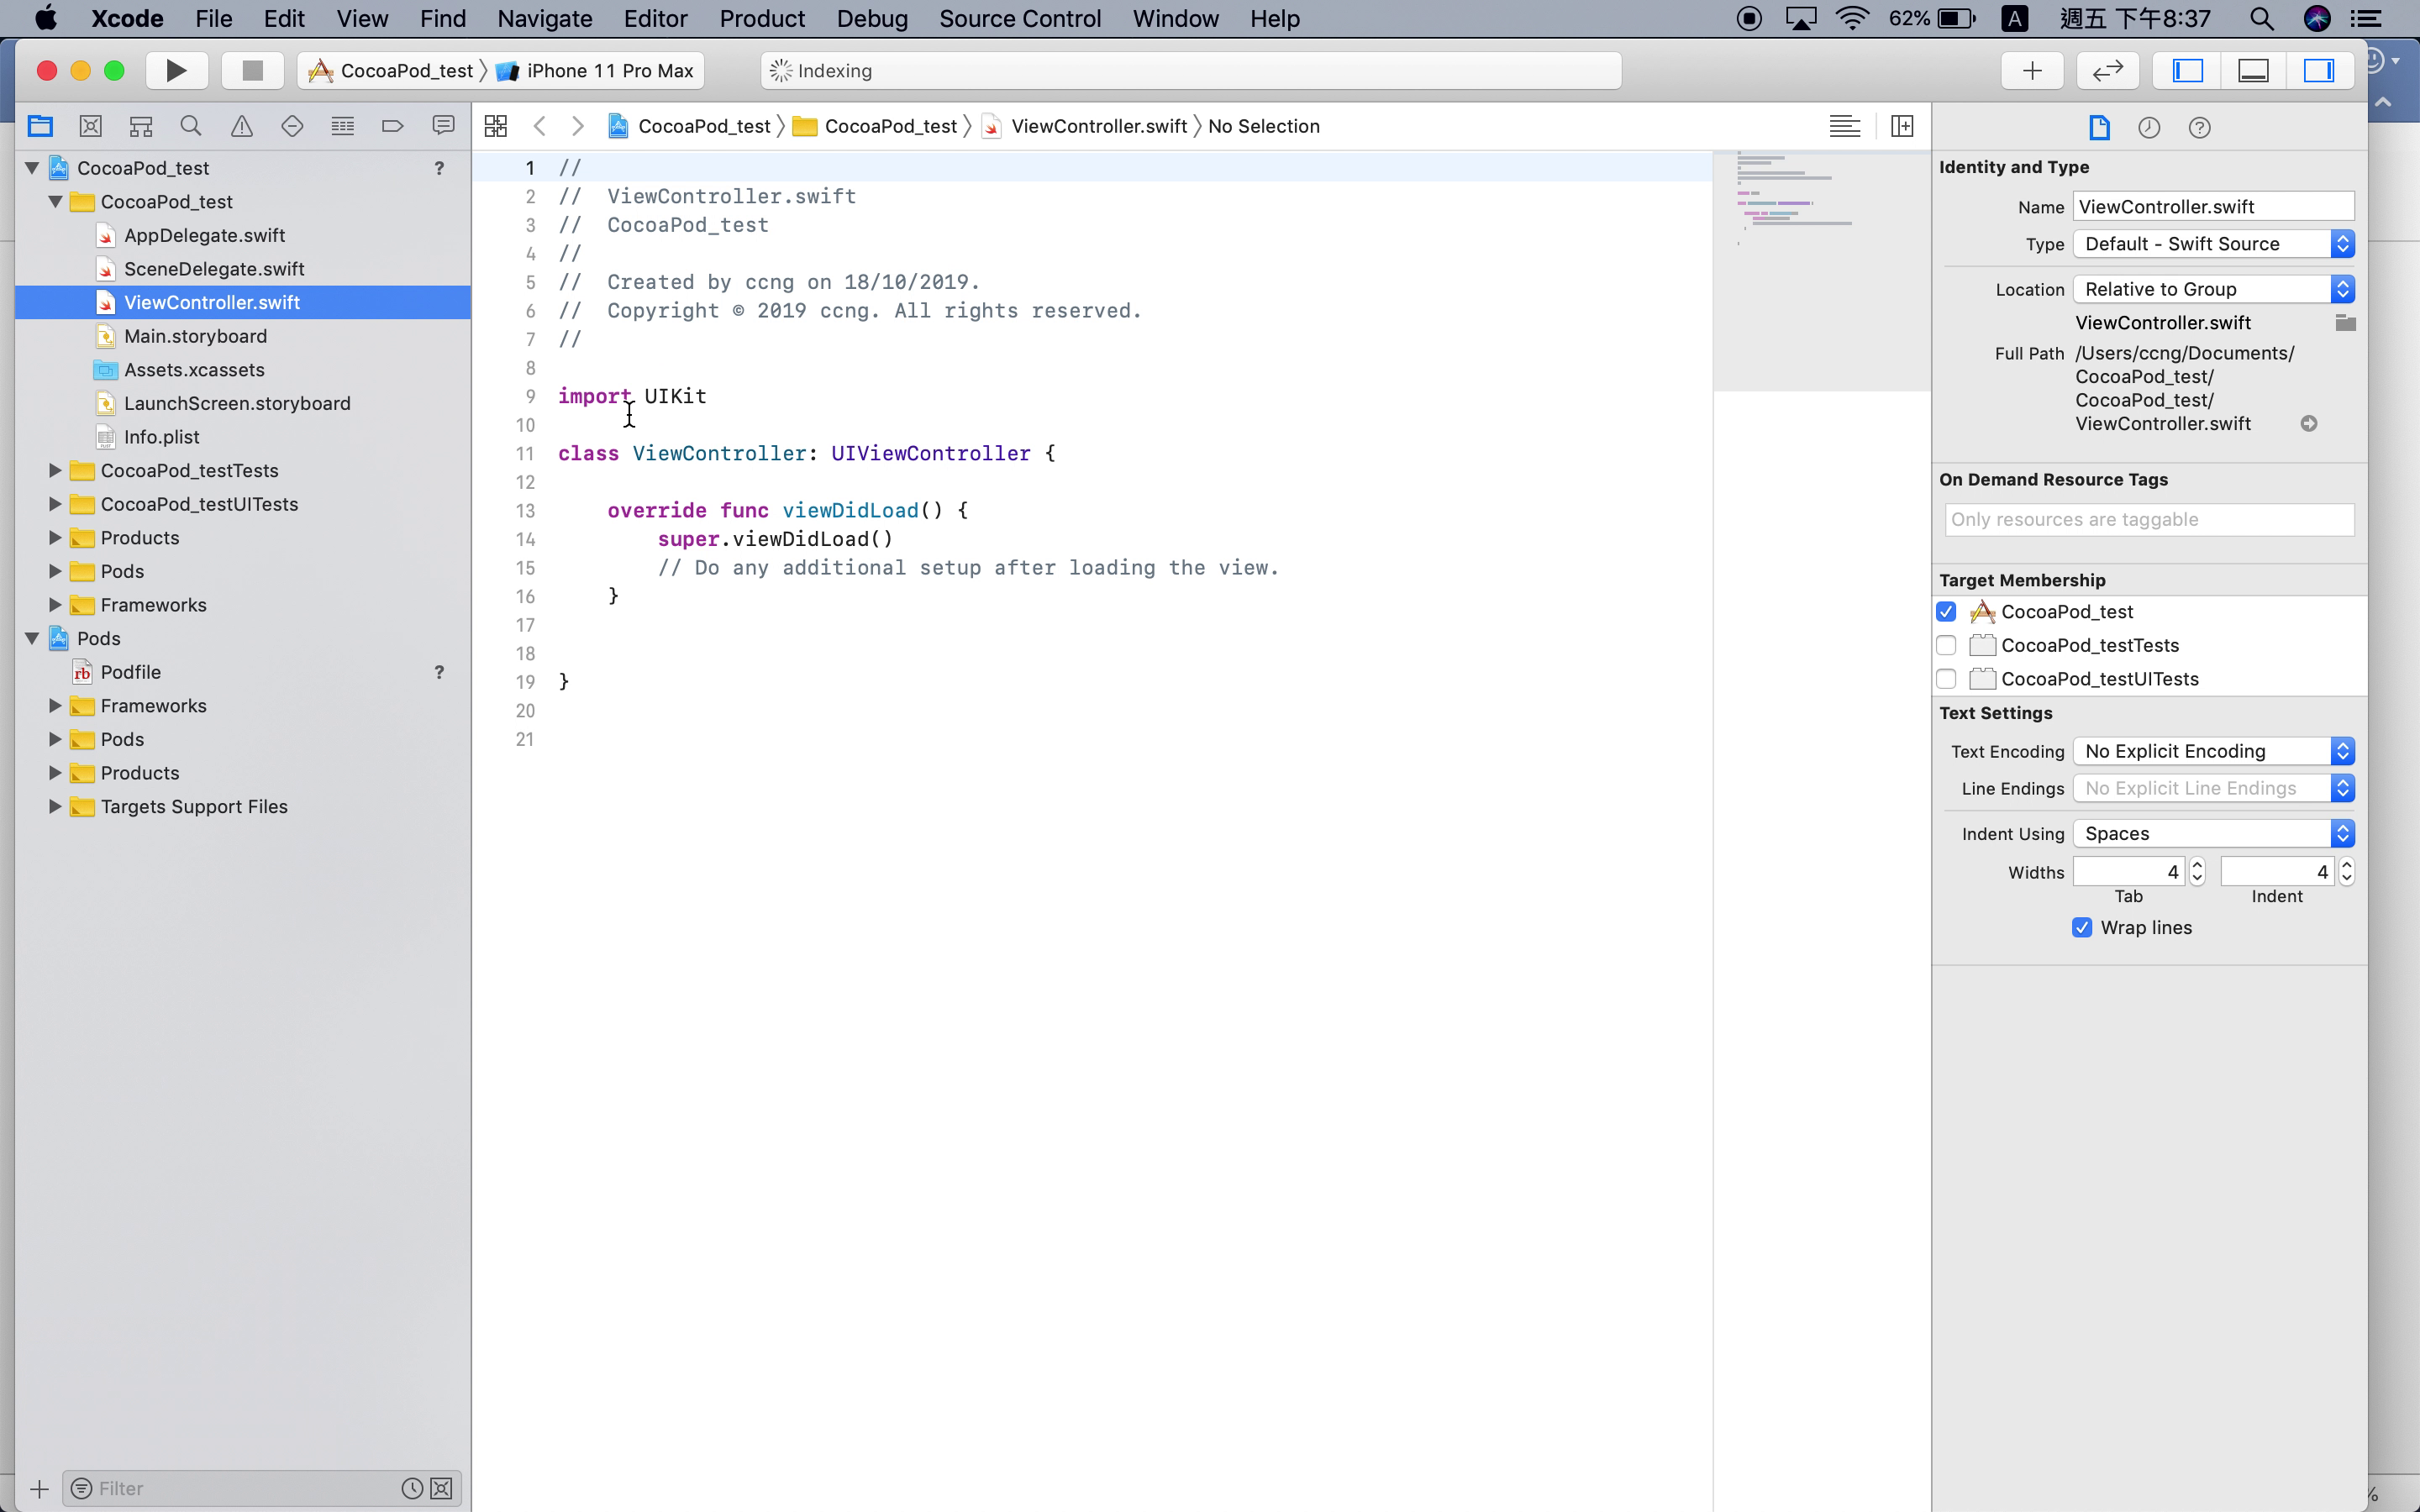 Xcode File Edit View Find Navigate Editor Product Debug Source Control Window Help 62% A 週五 下午8:37
CocoaPod_test iPhone 11 Pro Max Indexing
CocoaPod_test CocoaPod_test ViewController.swift No Selection
CocoaPod_test ?
CocoaPod_test
AppDelegate.swift
SceneDelegate.swift
ViewController.swift
Main.storyboard
Assets.xcassets
LaunchScreen.storyboard
Info.plist
CocoaPod_testTests
CocoaPod_testUITests
Products
Pods
Frameworks
Pods
rb Podfile ?
Frameworks
Pods
Products
Targets Support Files
Filter
1 //
2 // ViewController.swift
3 // CocoaPod_test
4 //
5 // Created by ccng on 18/10/2019.
6 // Copyright © 2019 ccng. All rights reserved.
7 //
8
9 import UIKit
10
11 class ViewController: UIViewController {
12
13 override func viewDidLoad() {
14 super.viewDidLoad()
15 // Do any additional setup after loading the view.
16 }
17
18
19 }
20
21
Identity and Type
Name ViewController.swift
Type Default - Swift Source
Location Relative to Group
ViewController.swift
Full Path /Users/ccng/Documents/
CocoaPod_test/
CocoaPod_test/
ViewController.swift
On Demand Resource Tags
Only resources are taggable
Target Membership
CocoaPod_test
CocoaPod_testTests
CocoaPod_testUITests
Text Settings
Text Encoding No Explicit Encoding
Line Endings No Explicit Line Endings
Indent Using Spaces
Widths 4 4
Tab Indent
Wrap lines
%